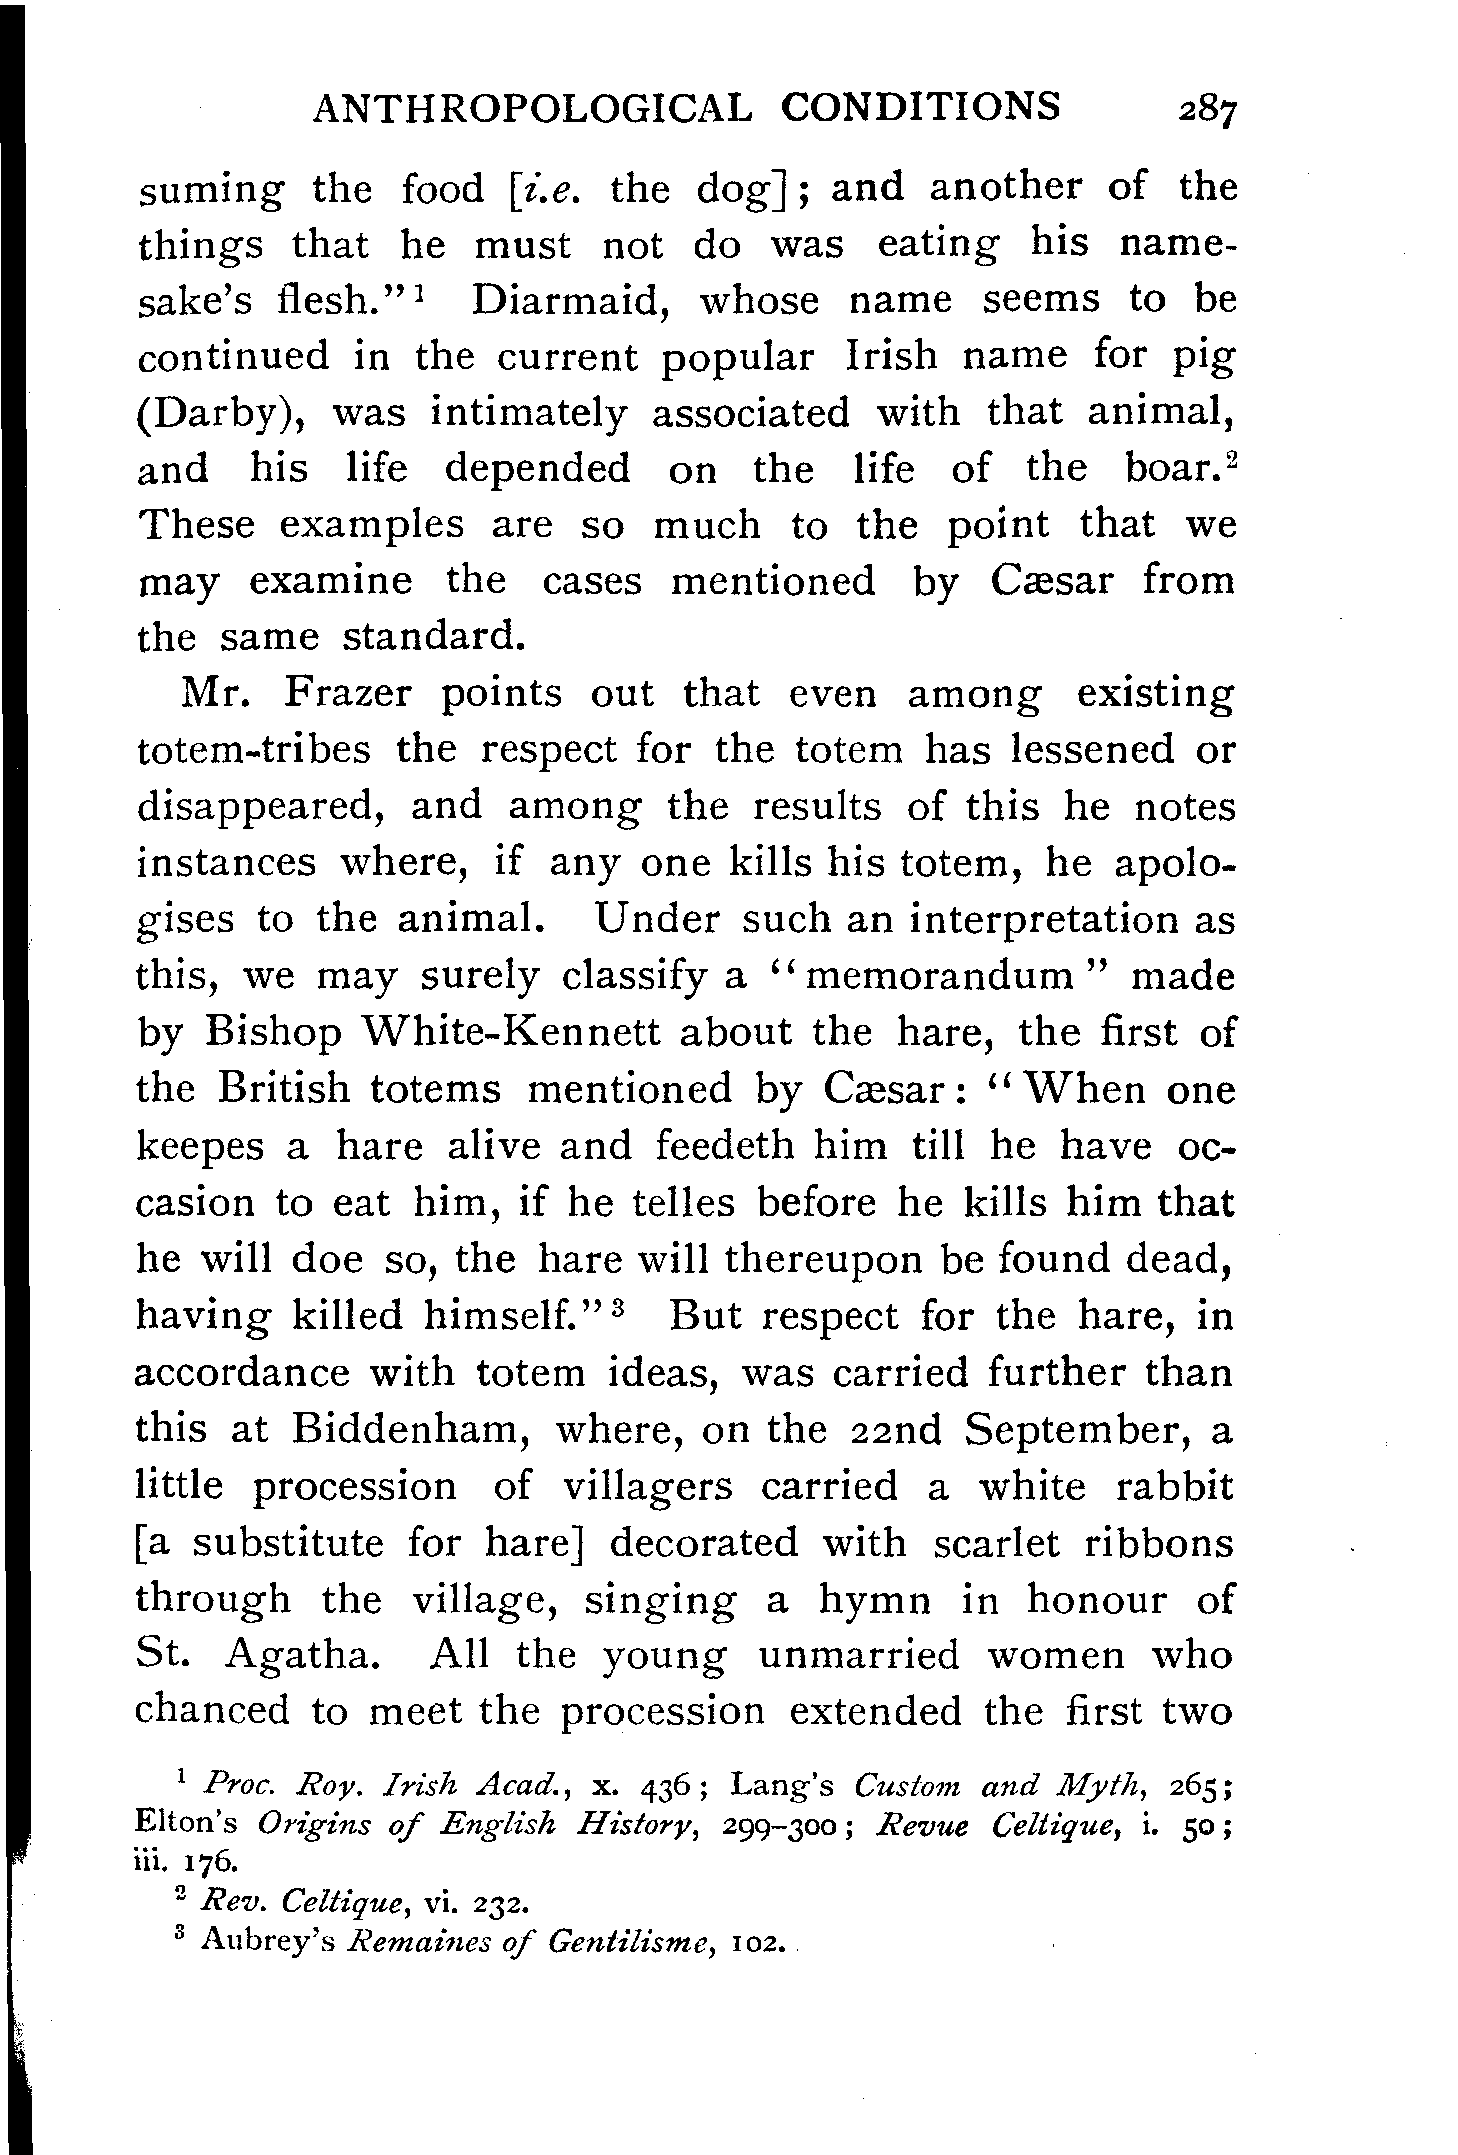 ANTHROPOLOGICAL CONDITIONS 287
suming the food [i.e. the dog]; and another of the
things that he must not do was eating his name-
sake's flesh." 1 Diarmaid, whose name seems to be
continued in the current popular Irish name for pig
(Darby), was intimately associated with that animal,
and his life depended on the life of the boar.2
These examples are so much to the point that we
may examine the cases mentioned by Cæsar from
the same standard.
Mr. Frazer points out that even among existing
totem-tribes the respect for the totem has lessened or
disappeared, and among the results of this he notes
instances where, if any one kills his totem, he apolo-
gises to the animal. Under such an interpretation as
this, we may surely classify a "memorandum" made
by Bishop White-Kennett about the hare, the first of
the British totems mentioned by Cæsar: "When one
keepes a hare alive and feedeth him till he have oc-
casion to eat him, if he telles before he kills him that
he will doe so, the hare will thereupon be found dead,
having killed himself." 3 But respect for the hare, in
accordance with totem ideas, was carried further than
this at Biddenham, where, on the 22nd September, a
little procession of villagers carried a white rabbit
[a substitute for hare] decorated with scarlet ribbons
through the village, singing a hymn in honour of
St. Agatha. All the young unmarried women who
chanced to meet the procession extended the first two
1 Proc. Roy. Irish Acad., x. 436; Lang's Custom and Myth, 265;
Elton's Origins of English History, 299-300; Revue Celtique, i. 50;
iii. 176.
2 Rev. Celtique, vi. 232.
3 Aubrey's Remaines of Gentilisme, 102.